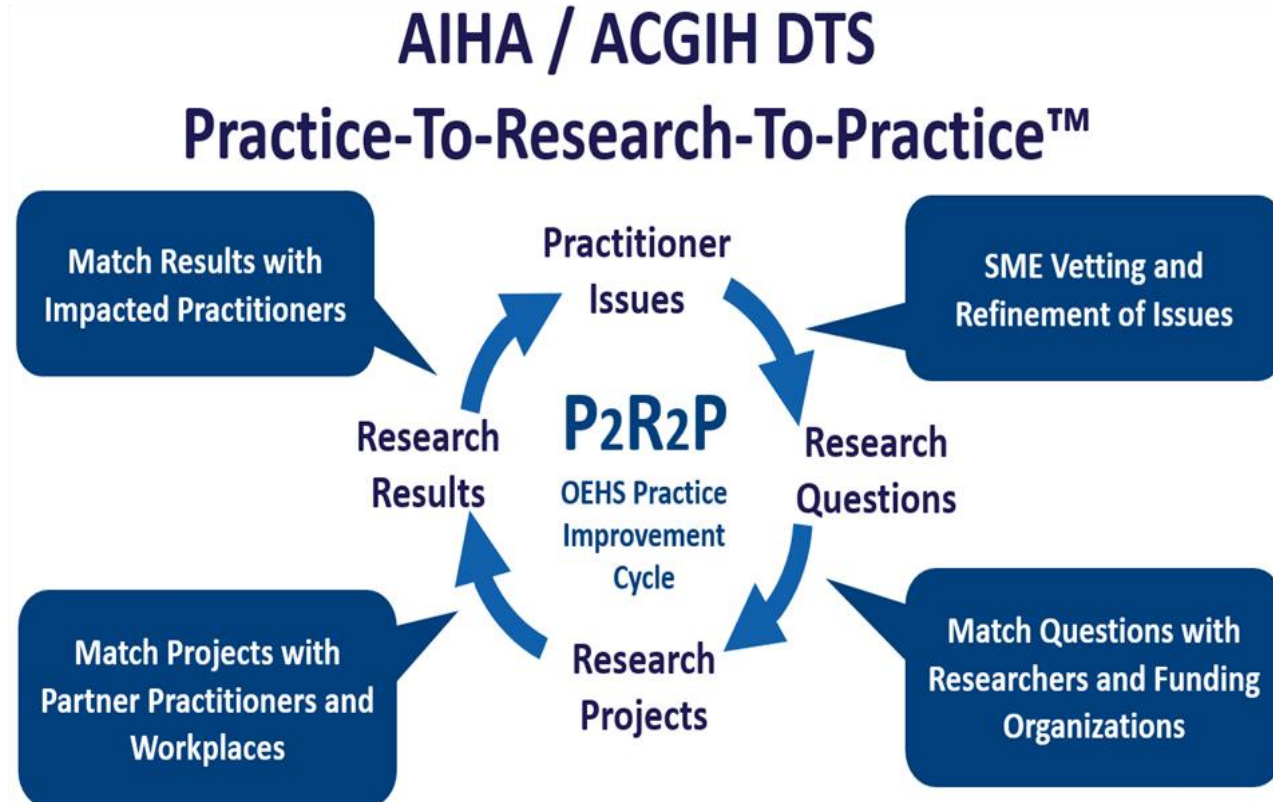 AIHA / ACGIH DTS
Practice-To-Research-To-Practice™
Match Results with
Impacted Practitioners
Practitioner
Issues
SME Vetting and
Refinement of Issues
Research
Results
P2R2P
OEHS Practice
Improvement
Cycle
Research
Questions
Match Projects with
Partner Practitioners and
Workplaces
Research
Projects
Match Questions with
Researchers and Funding
Organizations